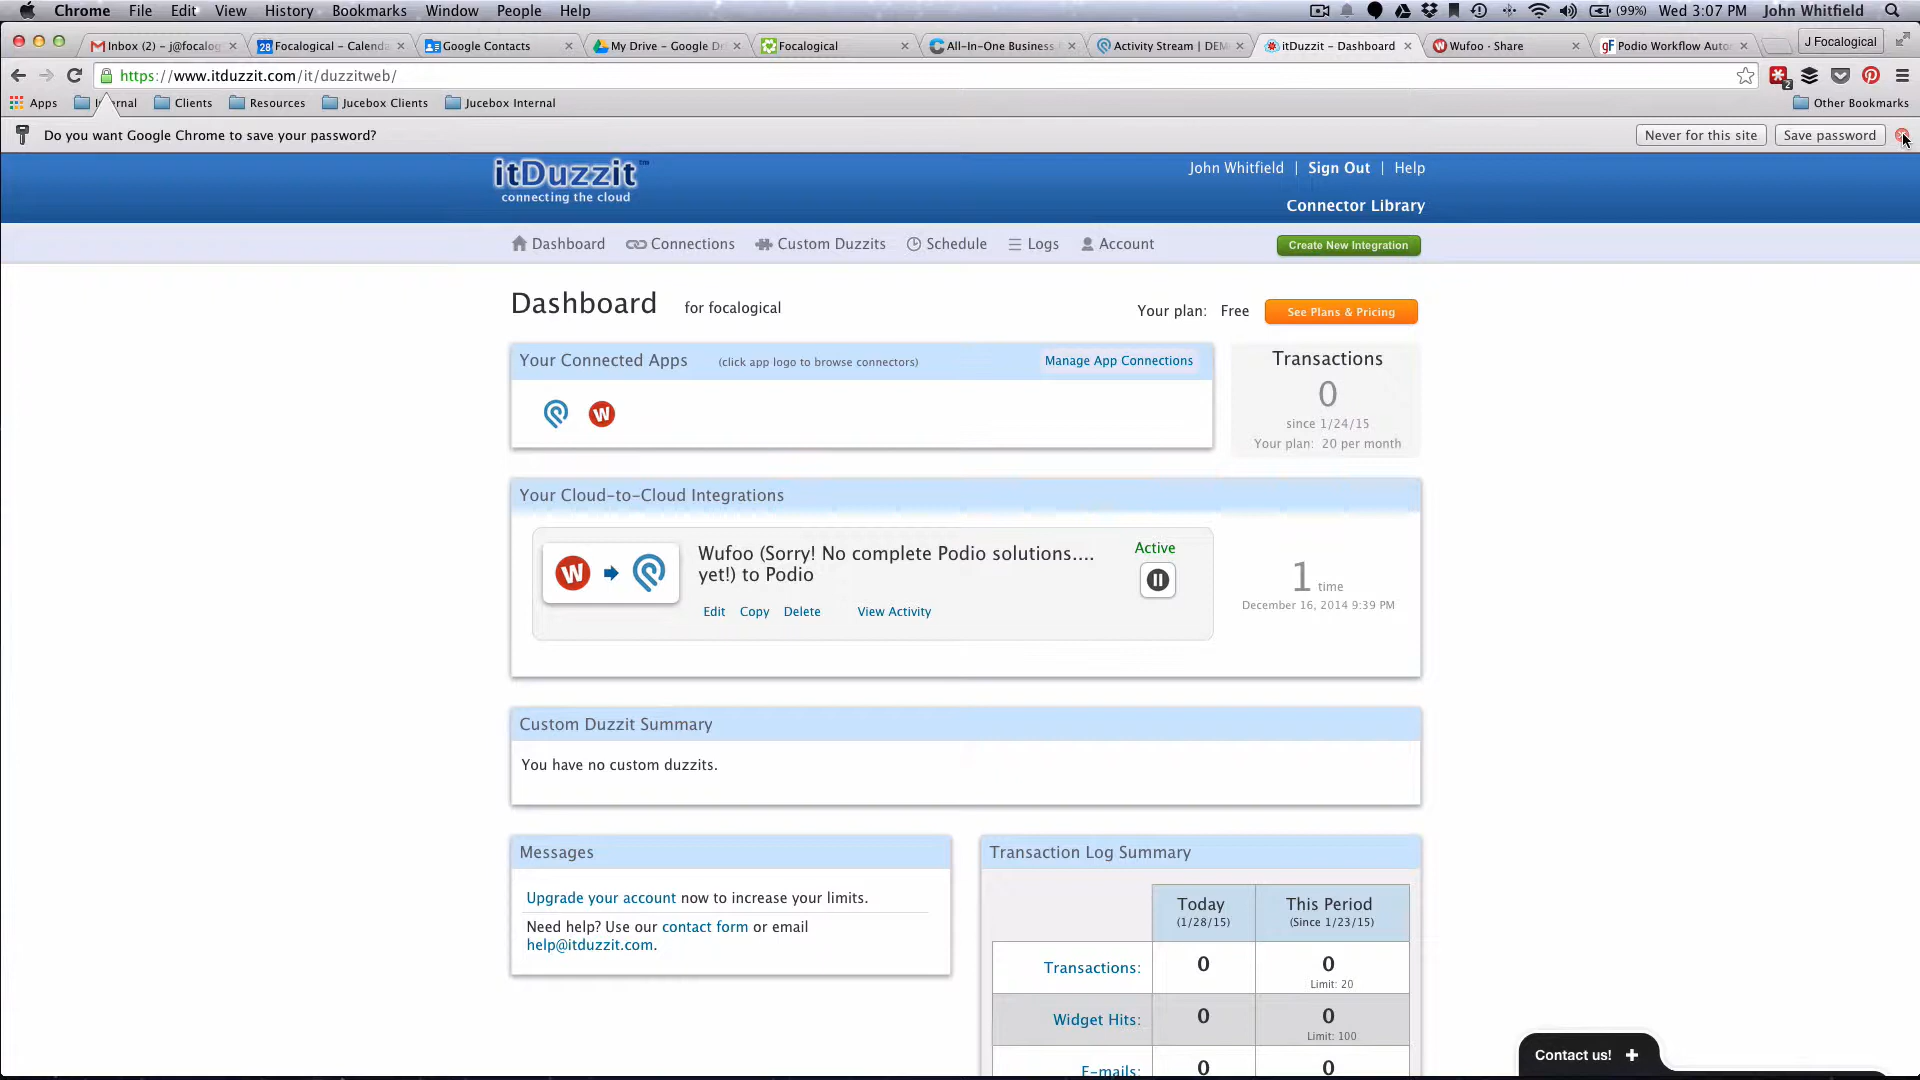 Chrome File Edit View History Bookmarks Window People Help (99%) Wed 3:07 PM John Whitfield
Inbox (2) – j@focalog 28 Focalogical – Calenda Google Contacts My Drive – Google Dr Focalogical All-In-One Business Activity Stream | DEM itDuzzit – Dashboard Wufoo · Share gF Podio Workflow Auto J Focalogical
https://www.itduzzit.com/it/duzzitweb/ 2
Apps Clients Resources Jucebox Clients Jucebox Internal Other Bookmarks
Do you want Google Chrome to save your password? Never for this site Save password
itDuzzit™
connecting the cloud
John Whitfield | Sign Out | Help
Connector Library
Dashboard Connections Custom Duzzits Schedule Logs Account Create New Integration
Dashboard for focalogical Your plan: Free See Plans & Pricing
Your Connected Apps (click app logo to browse connectors) Manage App Connections
W
Transactions
0
since 1/24/15
Your plan: 20 per month
Your Cloud-to-Cloud Integrations
W
Wufoo (Sorry! No complete Podio solutions....
yet!) to Podio
Edit Copy Delete View Activity
Active
1 time
December 16, 2014 9:39 PM
Custom Duzzit Summary
You have no custom duzzits.
Messages
Upgrade your account now to increase your limits.
Need help? Use our contact form or email
help@itduzzit.com.
Transaction Log Summary
Today This Period
(1/28/15) (Since 1/23/15)
Transactions: 0 0
Limit: 20
Widget Hits: 0 0
Limit: 100
E-mails: 0 0
Contact us! +